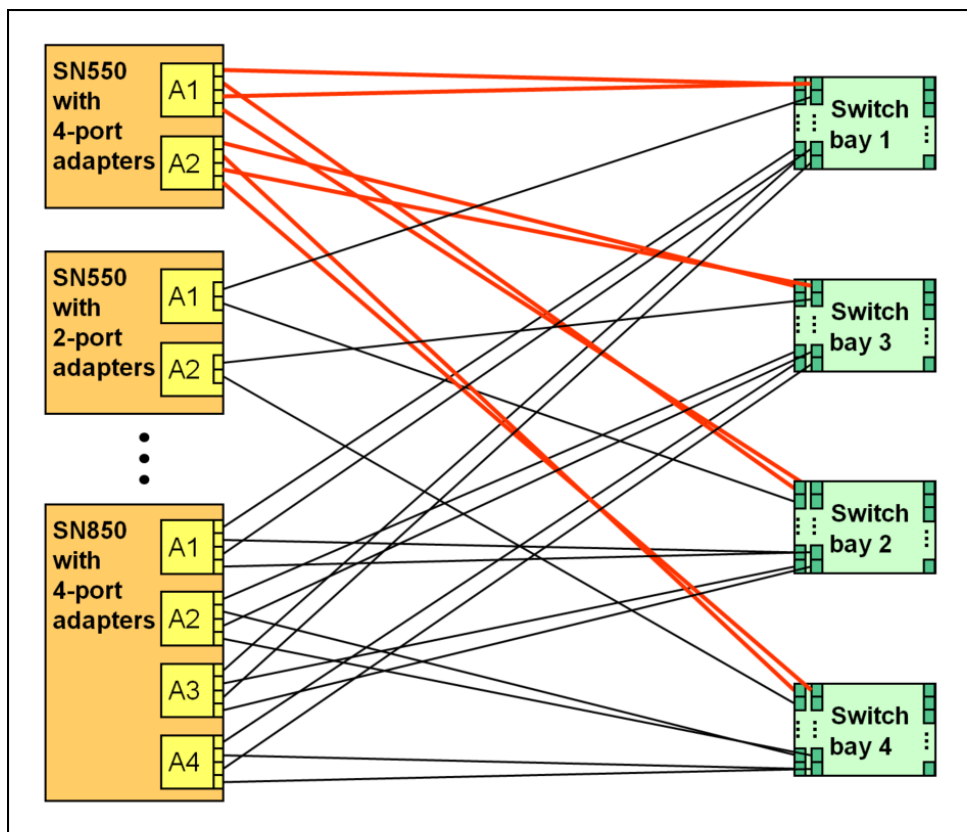 SN550
with
4-port
adapters
A1
A2
SN550
with
2-port
adapters
A1
A2
SN850
with
4-port
adapters
A1
A2
A3
A4
Switch
bay 1
Switch
bay 3
Switch
bay 2
Switch
bay 4